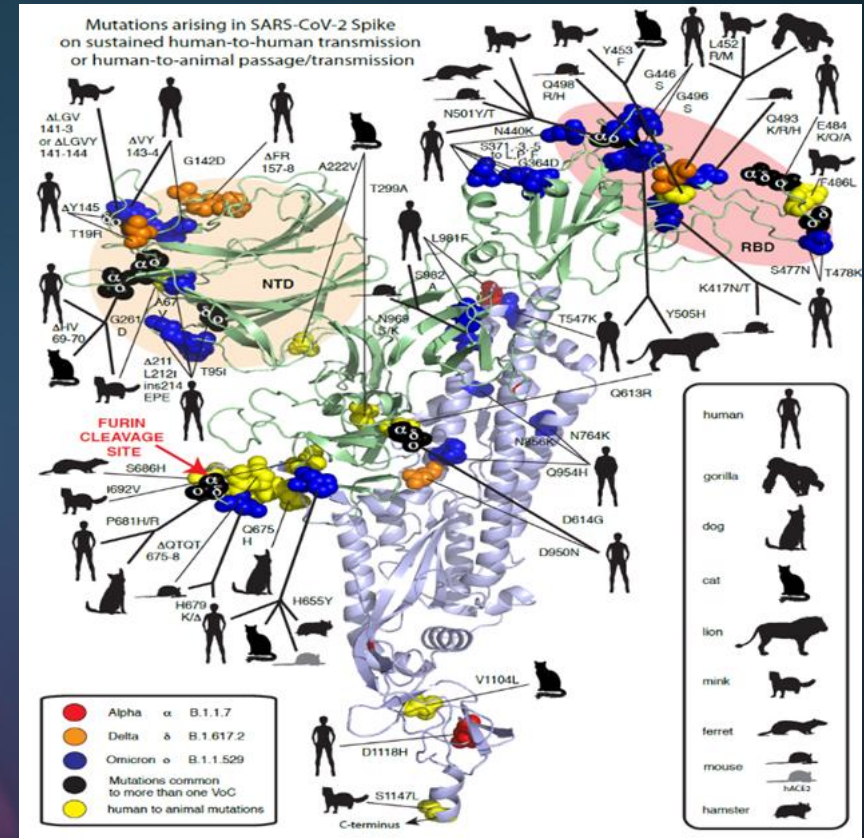 Mutations arising in SARS-CoV-2 Spike
on sustained human-to-human transmission
or human-to-animal passage/transmission
ΔLGV
141-3
or ΔLGVY
141-144
ΔVY
143-4
G142D
ΔFR
157-8
A222V
T299A
ΔY145
T19R
δ
ο
NTD
α
α
ο
δ
ο
A67
V
G261
D
ΔHV
69-70
Δ211
L212I
ins214
EPE
T95I
Y453
F
L452
R/M
Q498
R/H
G446
S
G496
S
N501Y/T
N440K
S371, -3, -5
to L,P,F
G364D
Q493
K/R/H
E484
K/Q/A
F486L
α
δ
α
δ
ο
δ
δ
RBD
S477N
T478K
K417N/T
Y505H
L981F
S982
A
N969
S/K
T547K
Q613R
N856K
N764K
Q954H
D614G
D950N
α
δ
ο
FURIN
CLEAVAGE
SITE
S686H
I692V
P681H/R
α
ο
δ
ΔQTQT
675-8
Q675
H
H679
K/Δ
H655Y
V1104L
D1118H
S1147L
C-terminus
Alpha α B.1.1.7
Delta δ B.1.617.2
Omicron ο B.1.1.529
Mutations common
to more than one VoC
human to animal mutations
human
gorilla
dog
cat
lion
mink
ferret
mouse
hACE2
hamster